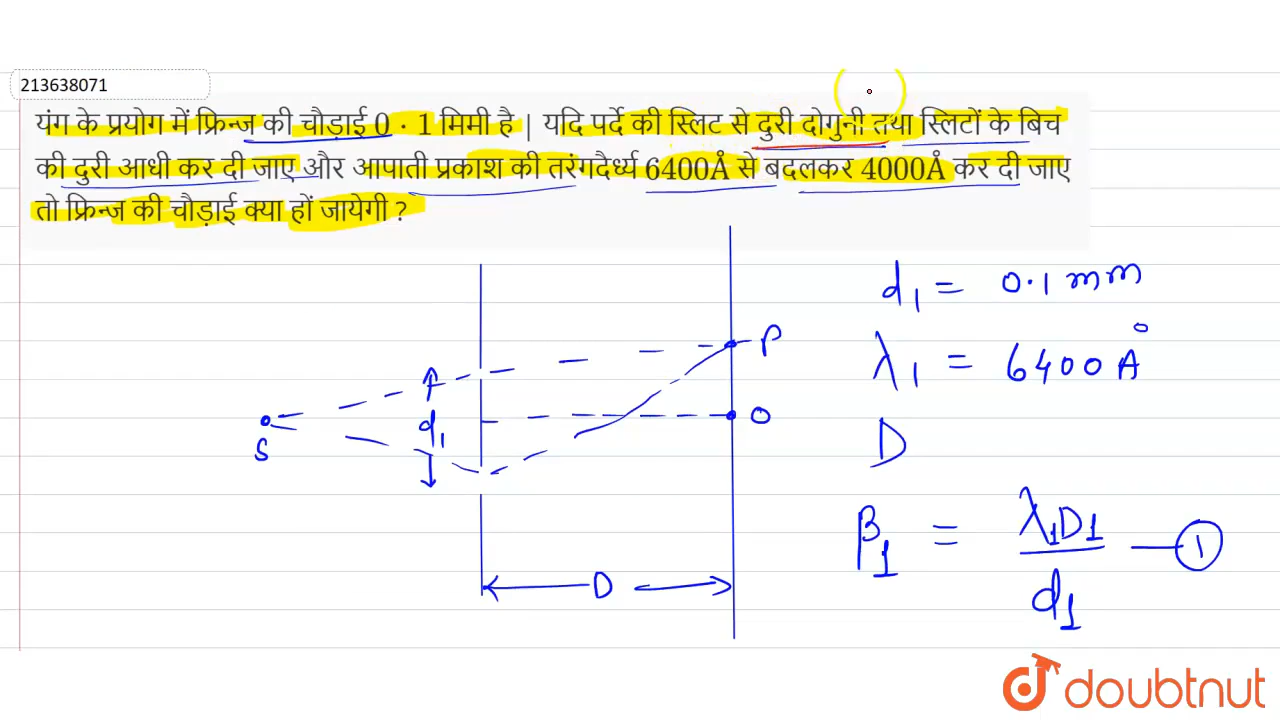 213638071
यंग के प्रयोग में फ्रिन्ज की चौड़ाई 0 · 1 मिमी है | यदि पर्दे की स्लिट से दुरी दोगुनी तथा स्लिटों के बिच
की दुरी आधी कर दी जाए और आपाती प्रकाश की तरंगदैर्ध्य 6400Å से बदलकर 4000Å कर दी जाए
तो फ्रिन्ज की चौड़ाई क्या हों जायेगी ?
d₁ = 0.1 mm
P
λ₁ = 6400 Å
S d₁ O
D
β₁ = λ₁D₁/d₁ — ①
D
doubtnut